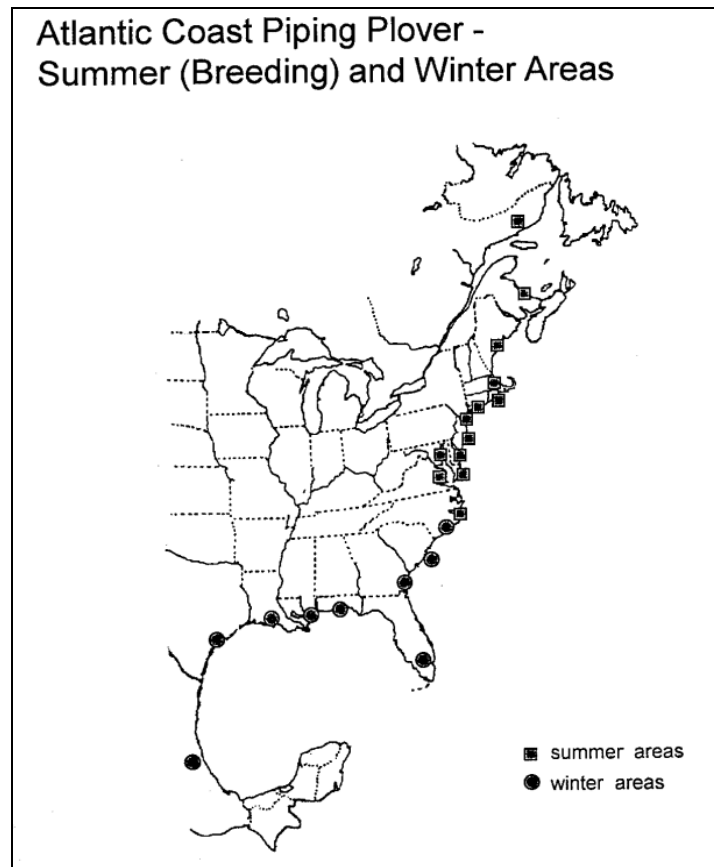 Atlantic Coast Piping Plover -
Summer (Breeding) and Winter Areas
summer areas
winter areas